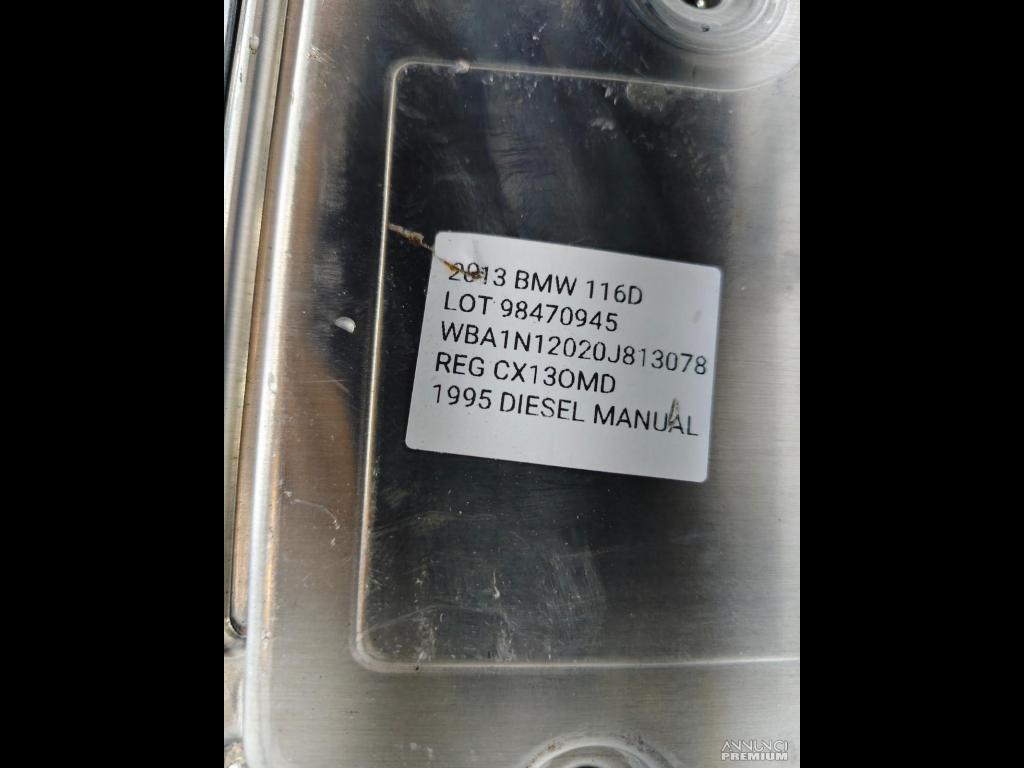 2013 BMW 116D
LOT 98470945
WBA1N12020J813078
REG CX13OMD
1995 DIESEL MANUAL
ANNUNCI
PREMIUM